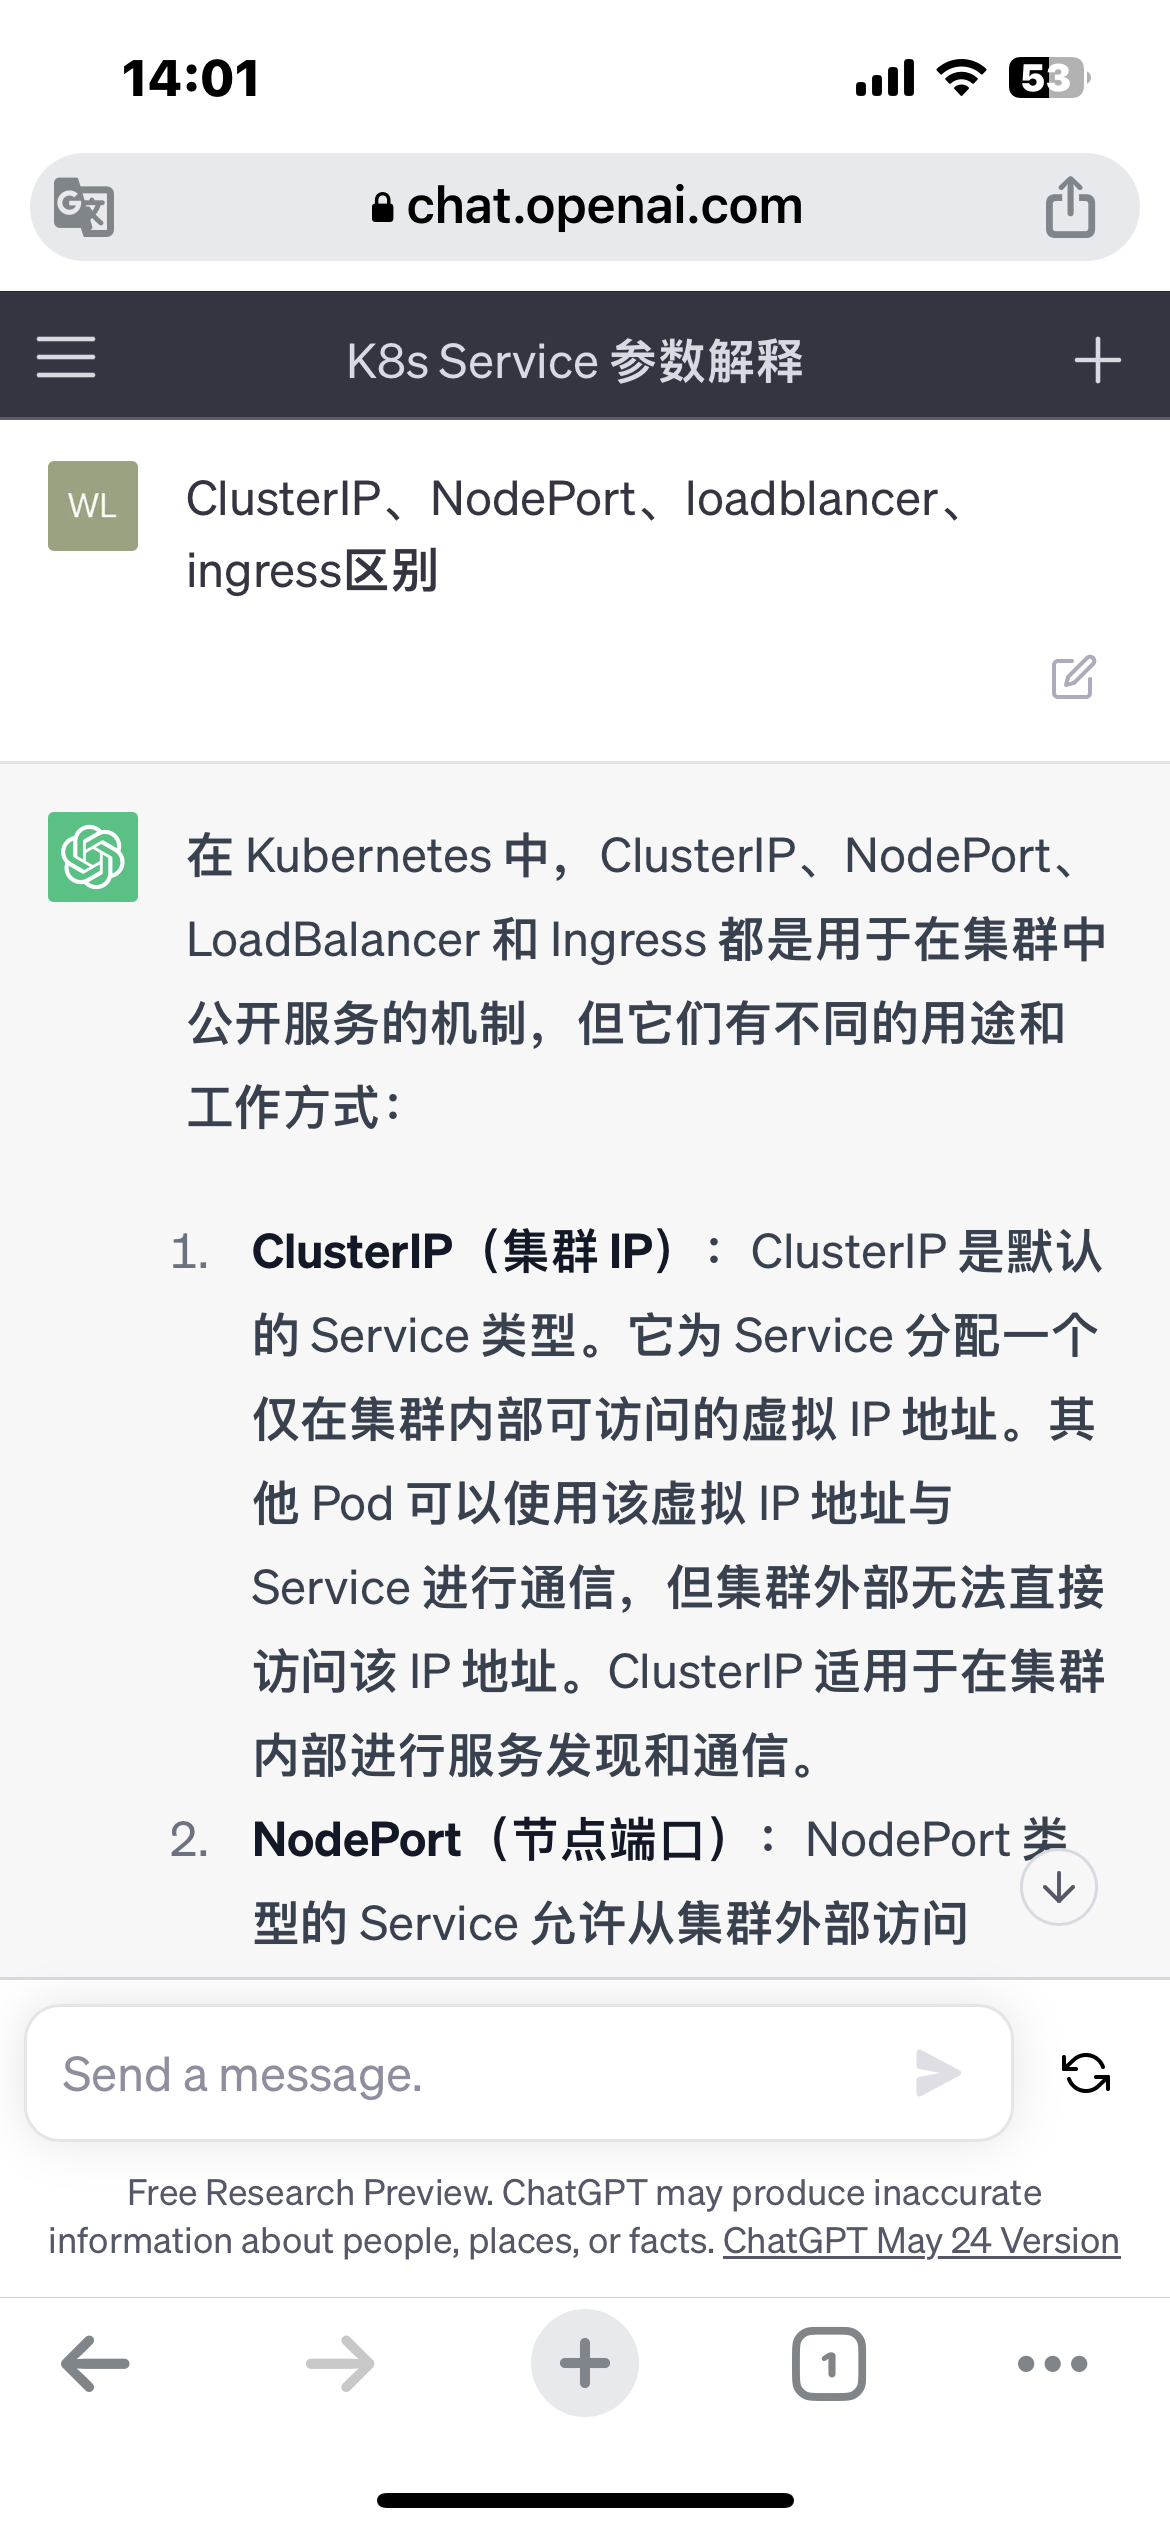 14:01
53
chat.openai.com
K8s Service 参数解释
WL
ClusterIP、NodePort、loadblancer、
ingress区别
在 Kubernetes 中，ClusterIP、NodePort、
LoadBalancer 和 Ingress 都是用于在集群中
公开服务的机制，但它们有不同的用途和
工作方式：
1. ClusterIP（集群 IP）：ClusterIP 是默认
的 Service 类型。它为 Service 分配一个
仅在集群内部可访问的虚拟 IP 地址。其
他 Pod 可以使用该虚拟 IP 地址与
Service 进行通信，但集群外部无法直接
访问该 IP 地址。ClusterIP 适用于在集群
内部进行服务发现和通信。
2. NodePort（节点端口）：NodePort 类
型的 Service 允许从集群外部访问
Send a message.
Free Research Preview. ChatGPT may produce inaccurate
information about people, places, or facts. ChatGPT May 24 Version
1